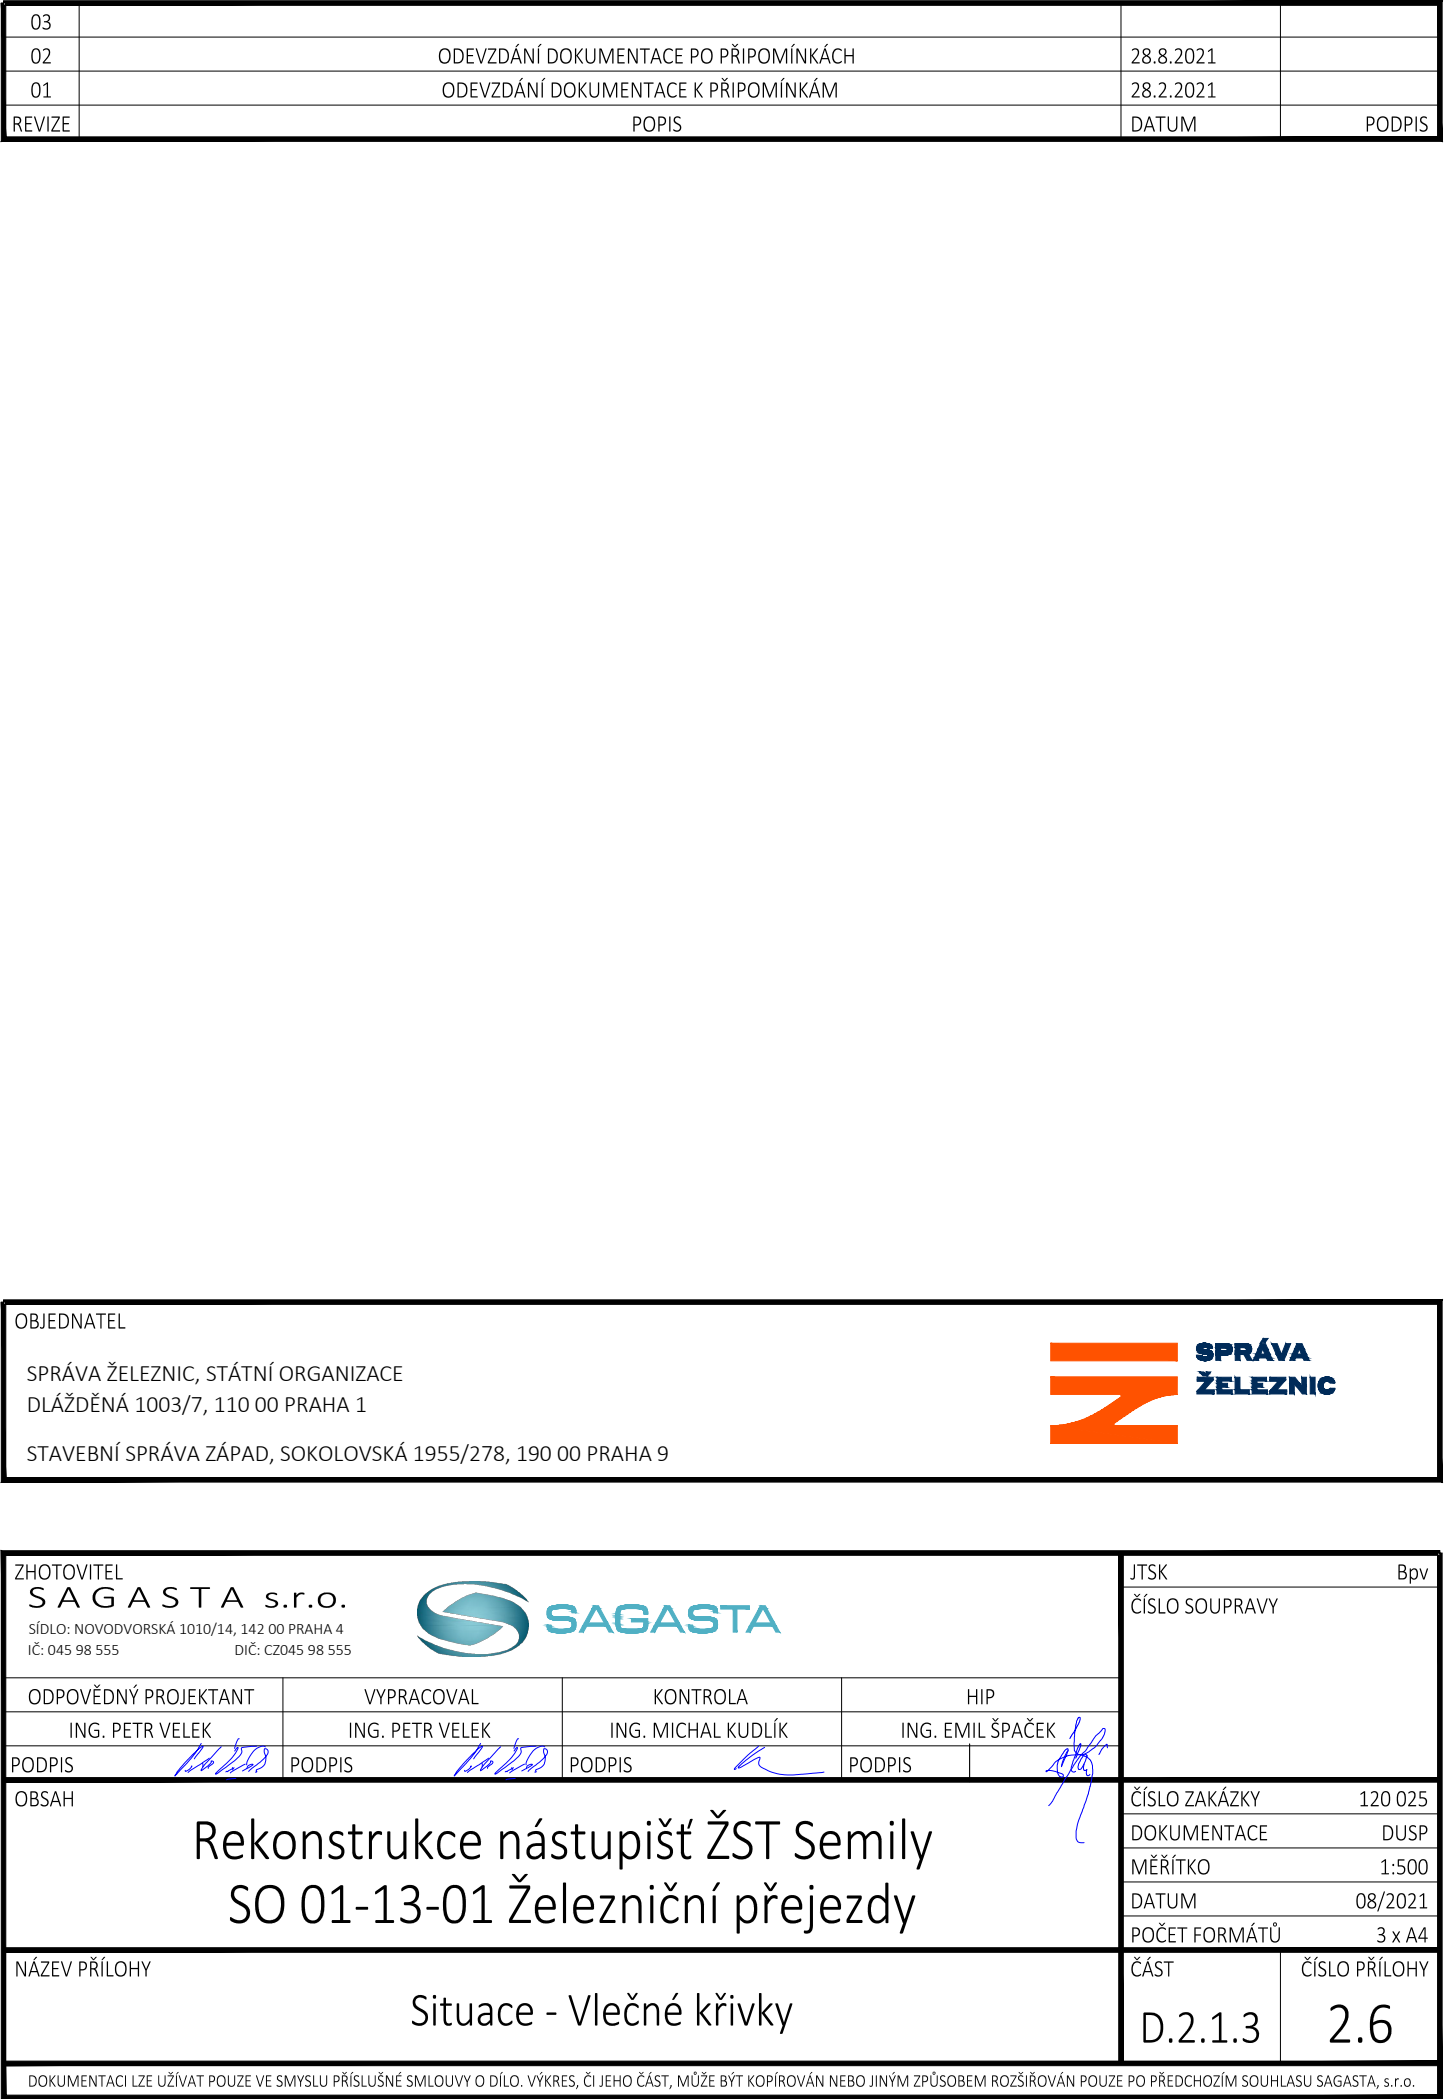 03
02 ODEVZDÁNÍ DOKUMENTACE PO PŘIPOMÍNKÁCH 28.8.2021
01 ODEVZDÁNÍ DOKUMENTACE K PŘIPOMÍNKÁM 28.2.2021
REVIZE POPIS DATUM PODPIS
OBJEDNATEL
SPRÁVA ŽELEZNIC, STÁTNÍ ORGANIZACE
DLÁŽDĚNÁ 1003/7, 110 00 PRAHA 1
STAVEBNÍ SPRÁVA ZÁPAD, SOKOLOVSKÁ 1955/278, 190 00 PRAHA 9
SPRÁVA
ŽELEZNIC
ZHOTOVITEL
SAGASTA s.r.o.
SÍDLO: NOVODVORSKÁ 1010/14, 142 00 PRAHA 4
IČ: 045 98 555 DIČ: CZ045 98 555
SAGASTA
JTSK Bpv
ČÍSLO SOUPRAVY
ODPOVĚDNÝ PROJEKTANT VYPRACOVAL KONTROLA HIP
ING. PETR VELEK ING. PETR VELEK ING. MICHAL KUDLÍK ING. EMIL ŠPAČEK
PODPIS PODPIS PODPIS PODPIS
OBSAH
Rekonstrukce nástupišť ŽST Semily
SO 01-13-01 Železniční přejezdy
ČÍSLO ZAKÁZKY 120 025
DOKUMENTACE DUSP
MĚŘÍTKO 1:500
DATUM 08/2021
POČET FORMÁTŮ 3 x A4
NÁZEV PŘÍLOHY
Situace - Vlečné křivky
ČÁST ČÍSLO PŘÍLOHY
D.2.1.3 2.6
DOKUMENTACI LZE UŽÍVAT POUZE VE SMYSLU PŘÍSLUŠNÉ SMLOUVY O DÍLO. VÝKRES, ČI JEHO ČÁST, MŮŽE BÝT KOPÍROVÁN NEBO JINÝM ZPŮSOBEM ROZŠIŘOVÁN POUZE PO PŘEDCHOZÍM SOUHLASU SAGASTA, s.r.o.